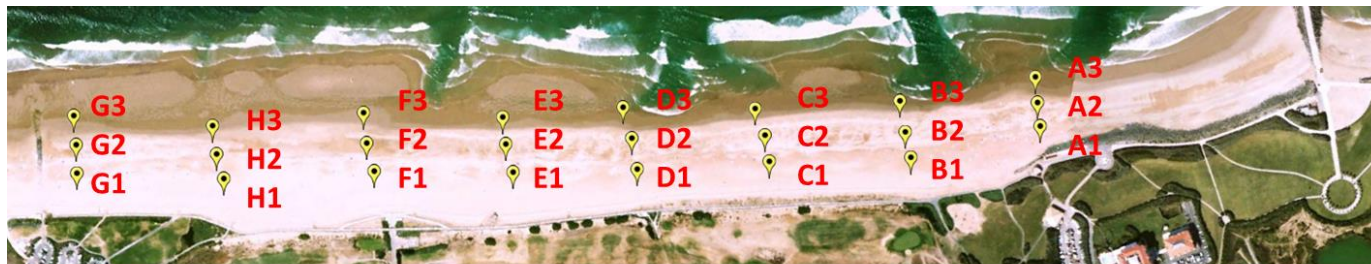 G3 H3 F3 E3 D3 C3 B3 A3
G2 H2 F2 E2 D2 C2 B2 A2
G1 H1 F1 E1 D1 C1 B1 A1